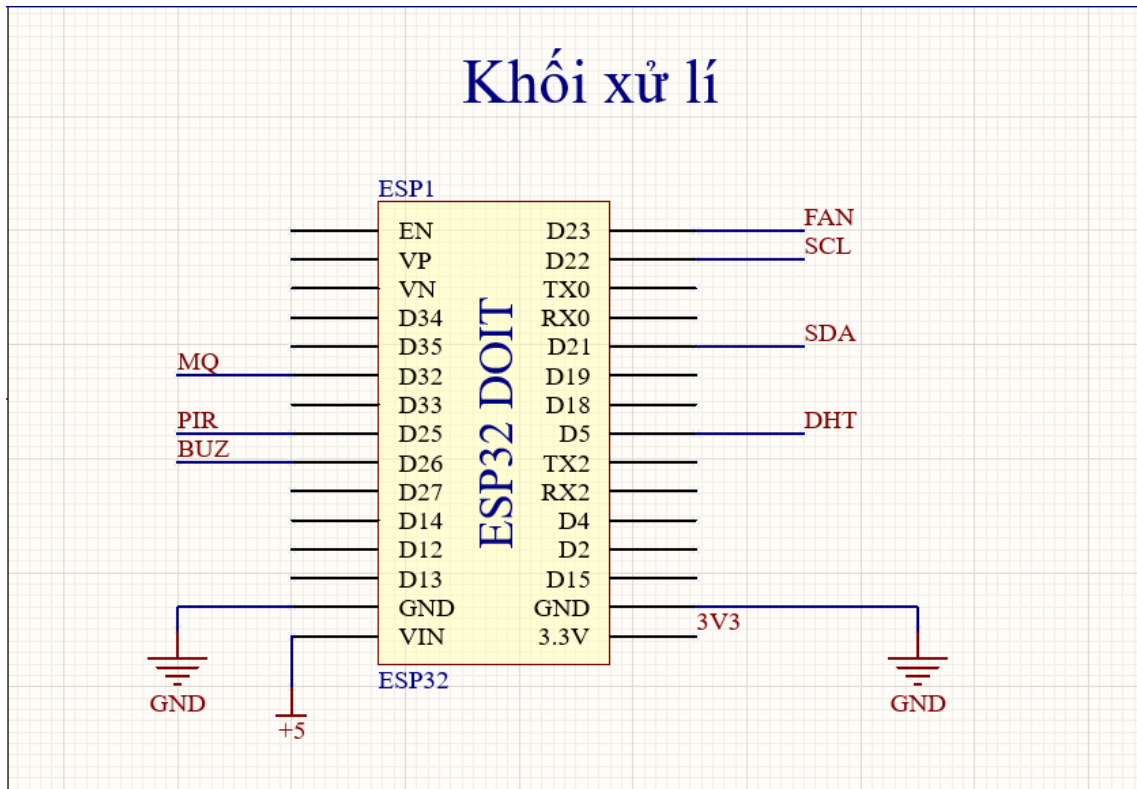 Khối xử lí
ESP1
EN D23 FAN
VP D22 SCL
VN TX0
D34 RX0
D35 D21 SDA
MQ D32 D19
D33 D18
PIR D25 D5 DHT
BUZ D26 TX2
D27 RX2
D14 D4
D12 D2
D13 D15
GND GND
VIN 3.3V 3V3
ESP32 DOIT
ESP32
GND GND
+5